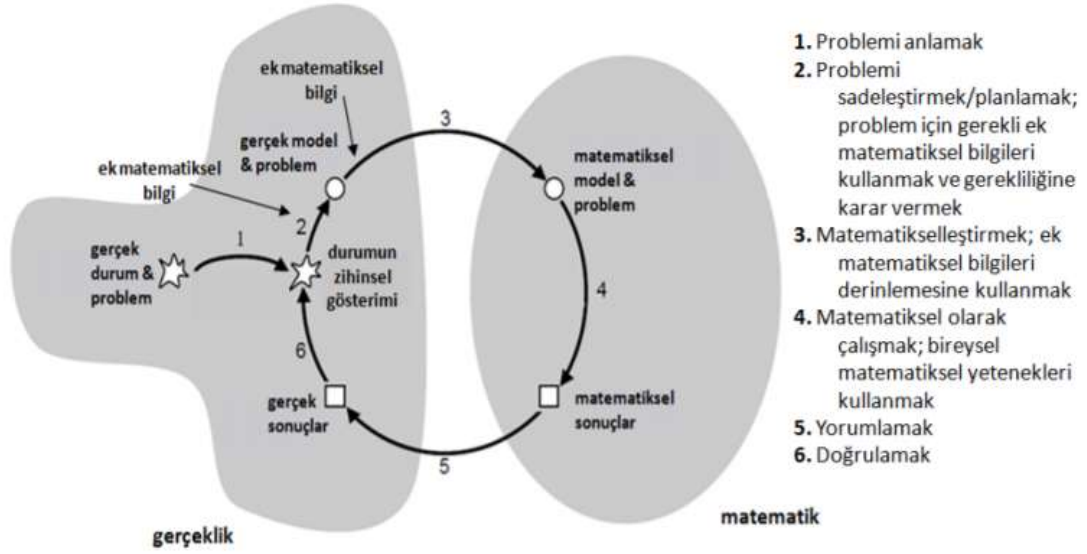 ek matematiksel
bilgi
3
gerçek model
& problem
matematiksel
model &
problem
ek matematiksel
bilgi
2
1
gerçek
durum &
problem
durumun
zihinsel
gösterimi
4
6
gerçek
sonuçlar
matematiksel
sonuçlar
5
gerçeklik
matematik
1. Problemi anlamak
2. Problemi
sadeleştirmek/planlamak;
problem için gerekli ek
matematiksel bilgileri
kullanmak ve gerekliliğine
karar vermek
3. Matematikselleştirmek; ek
matematiksel bilgileri
derinlemesine kullanmak
4. Matematiksel olarak
çalışmak; bireysel
matematiksel yetenekleri
kullanmak
5. Yorumlamak
6. Doğrulamak